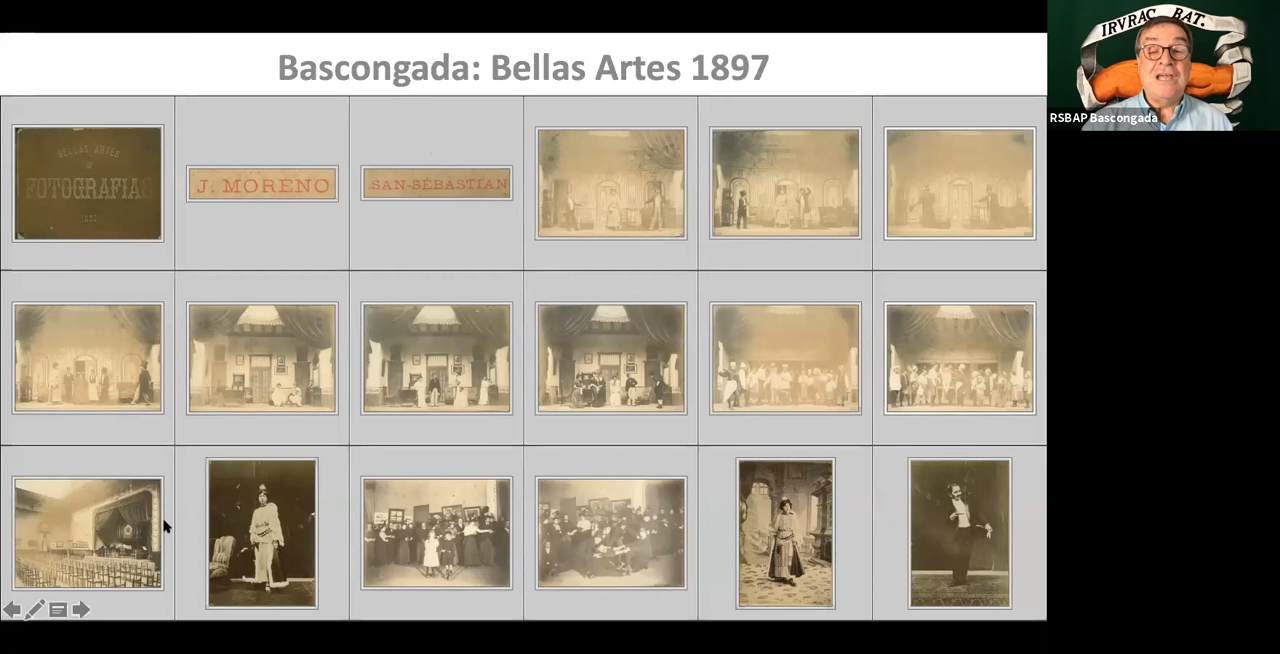 Bascongada: Bellas Artes 1897
IRVRAC BAT.
RSBAP Bascongada
BELLAS ARTES
FOTOGRAFIAS
J. MORENO
SAN-SEBASTIAN